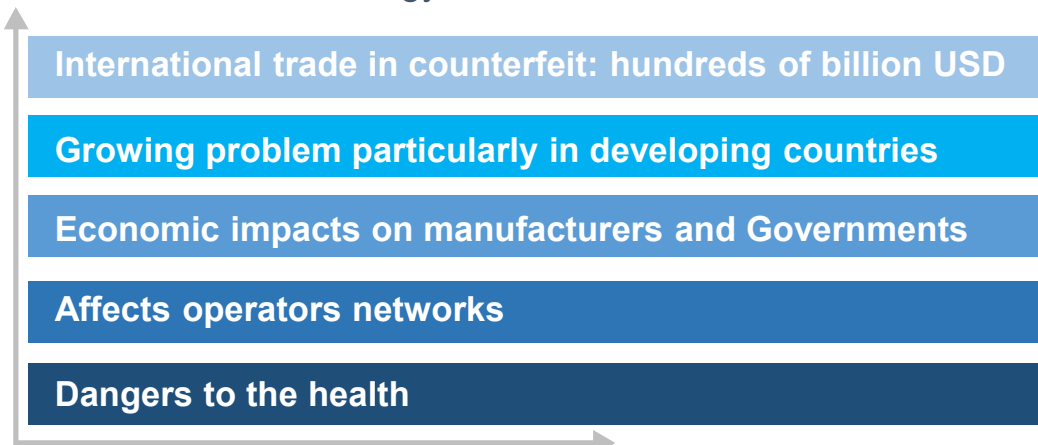 International trade in counterfeit: hundreds of billion USD
Growing problem particularly in developing countries
Economic impacts on manufacturers and Governments
Affects operators networks
Dangers to the health